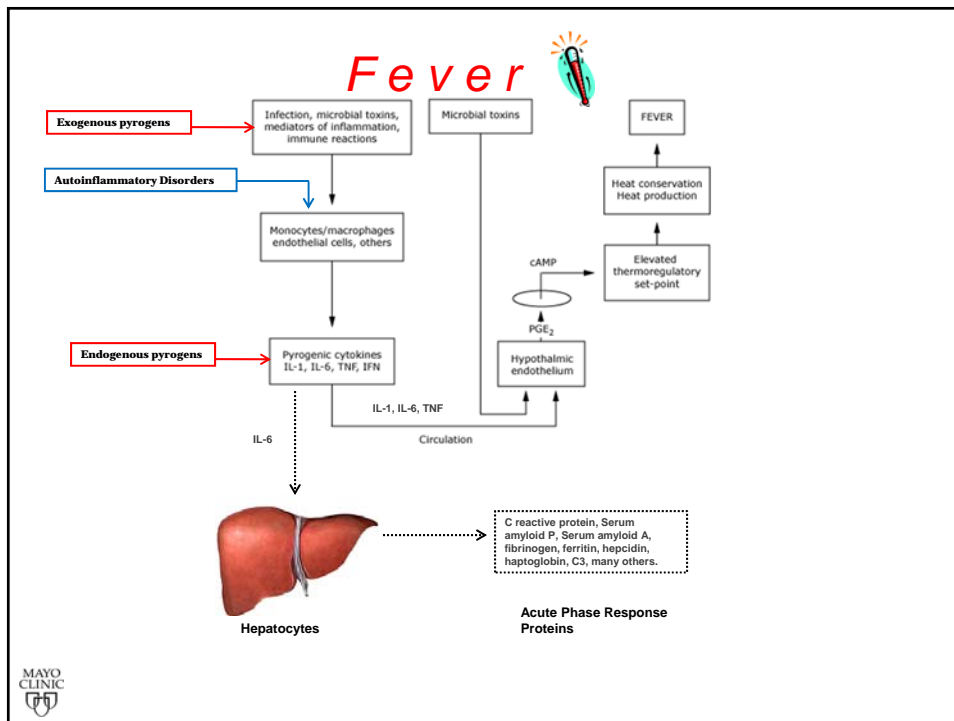 Fever
Exogenous pyrogens
Infection, microbial toxins,
mediators of inflammation,
immune reactions
Microbial toxins
FEVER
Autoinflammatory Disorders
Heat conservation
Heat production
Monocytes/macrophages
endothelial cells, others
cAMP
Elevated
thermoregulatory
set-point
PGE2
Endogenous pyrogens
Pyrogenic cytokines
IL-1, IL-6, TNF, IFN
Hypothalmic
endothelium
IL-1, IL-6, TNF
IL-6
Circulation
C reactive protein, Serum
amyloid P, Serum amyloid A,
fibrinogen, ferritin, hepcidin,
haptoglobin, C3, many others.
Hepatocytes
Acute Phase Response
Proteins
MAYO
CLINIC